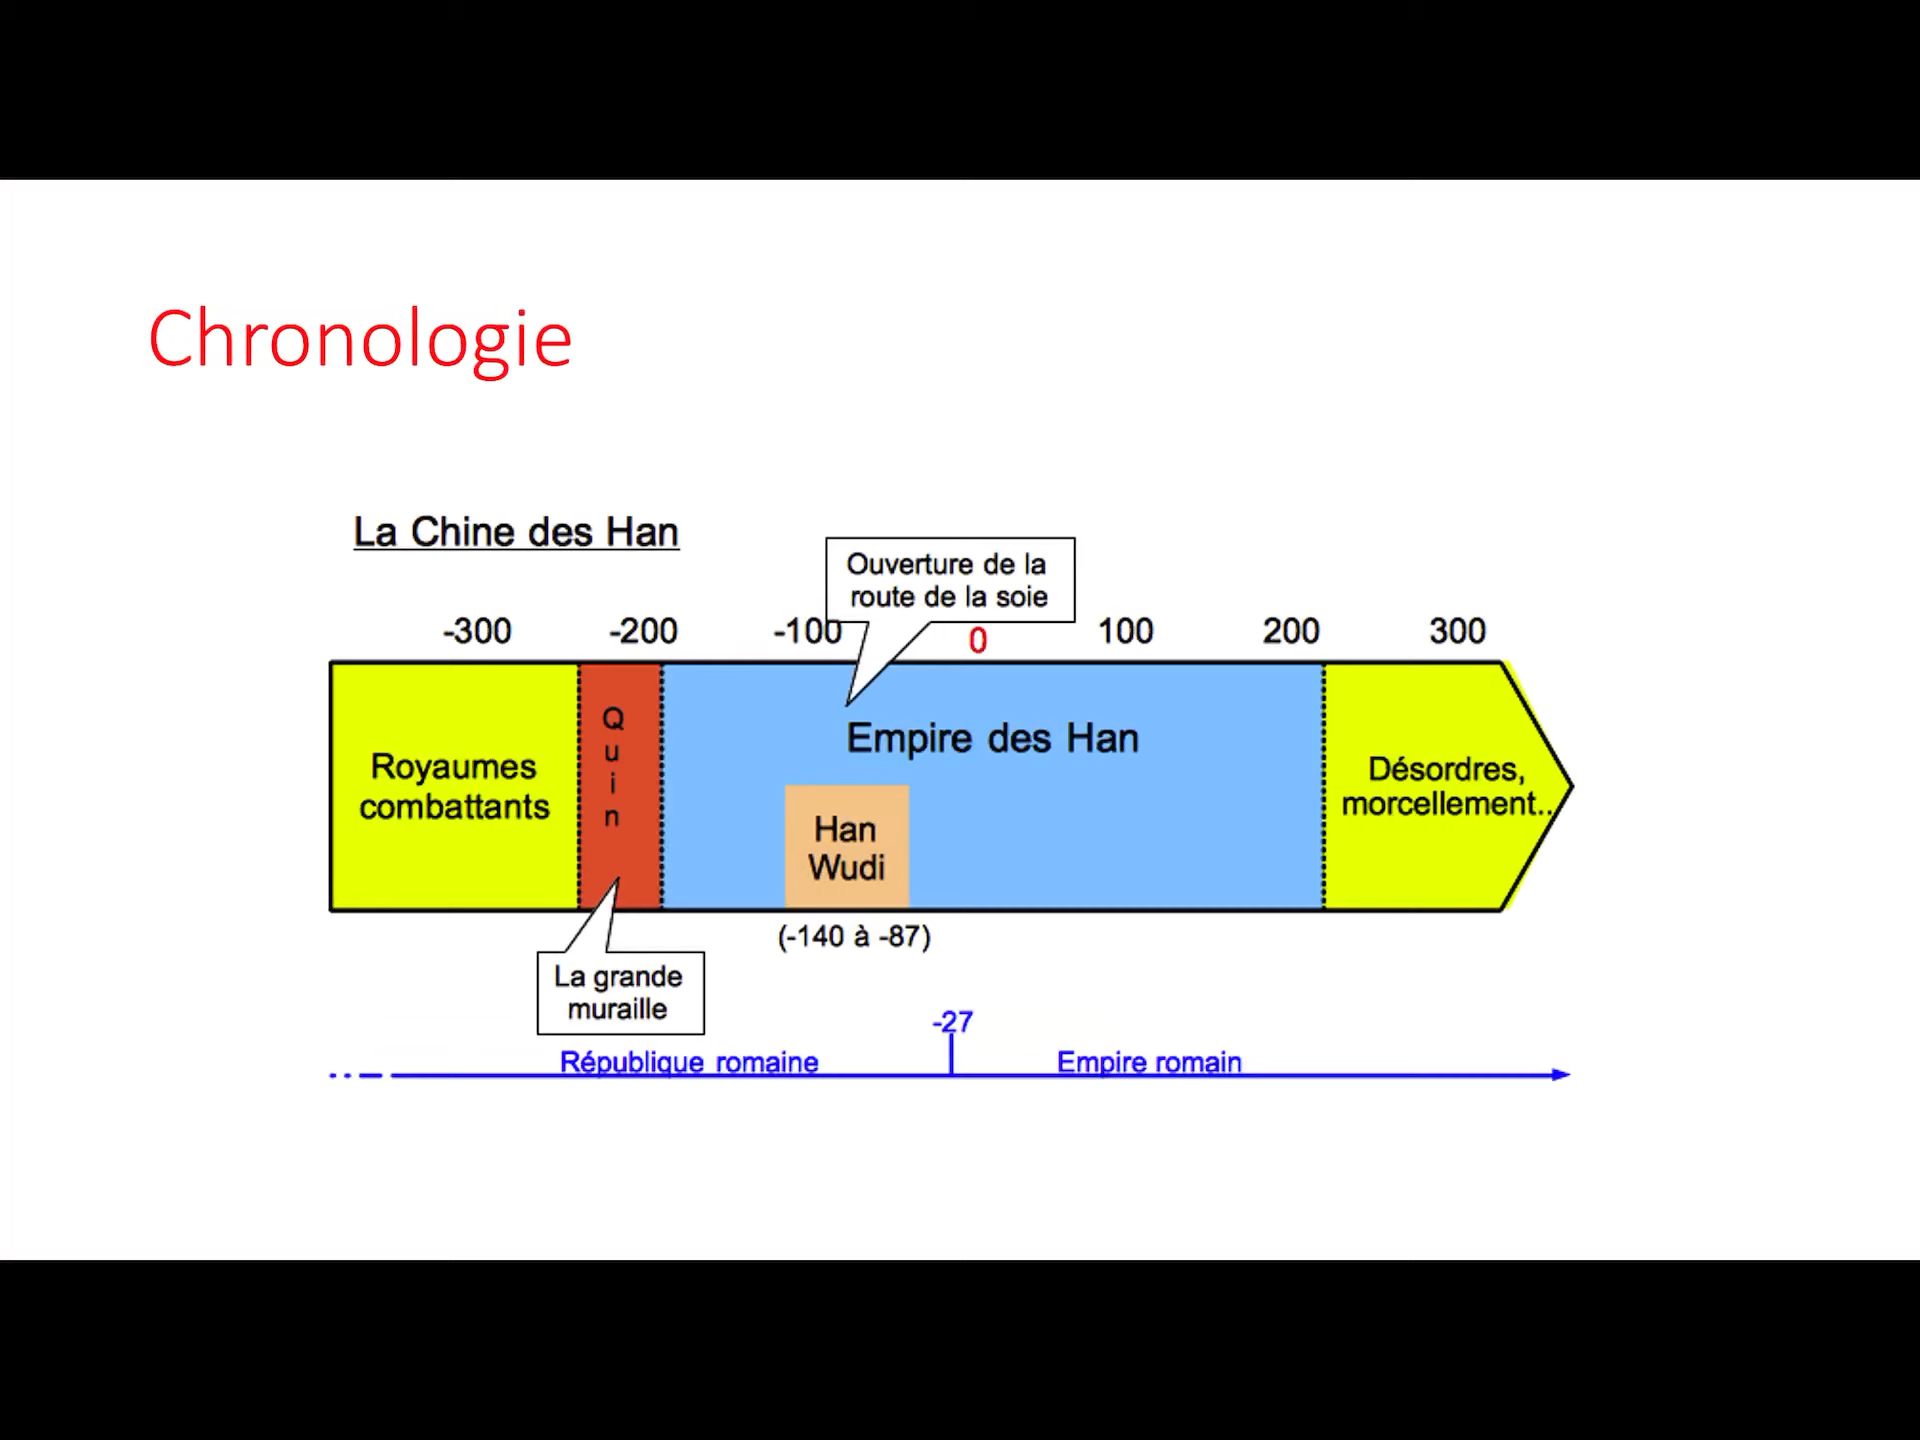 Chronologie
La Chine des Han
Ouverture de la
route de la soie
-300 -200 -100 0 100 200 300
Royaumes
combattants
Quin
Empire des Han
Han
Wudi
Désordres,
morcellement..
(-140 à -87)
La grande
muraille
-27
République romaine
Empire romain